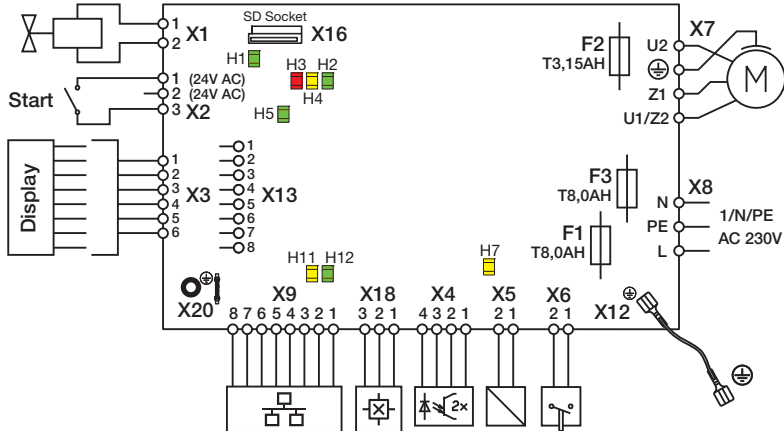 SD Socket
X16
1
2
X1
H1
H3 H2
H4
H5
F2
T3,15AH
X7
U2
Z1
U1/Z2
M
Start
1 (24V AC)
2 (24V AC)
3
X2
Display
1
2
3
4
5
6
X3
1
2
3
4
5
6
7
8
X13
F3
T8,0AH
F1
T8,0AH
X8
N
PE
L
1/N/PE
AC 230V
H11 H12
H7
X20
X9
8 7 6 5 4 3 2 1
X18
3 2 1
X4
4 3 2 1
X5
2 1
X6
2 1
X12
2x